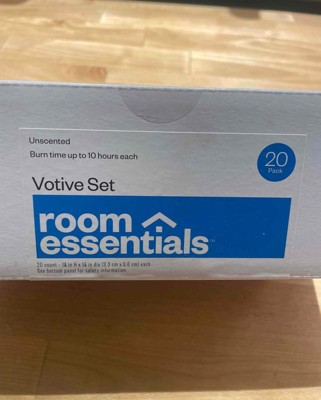 Unscented
Burn time up to 10 hours each
20
Pack
Votive Set
room
essentials
20 count -
each
See bottom panel for safety information.